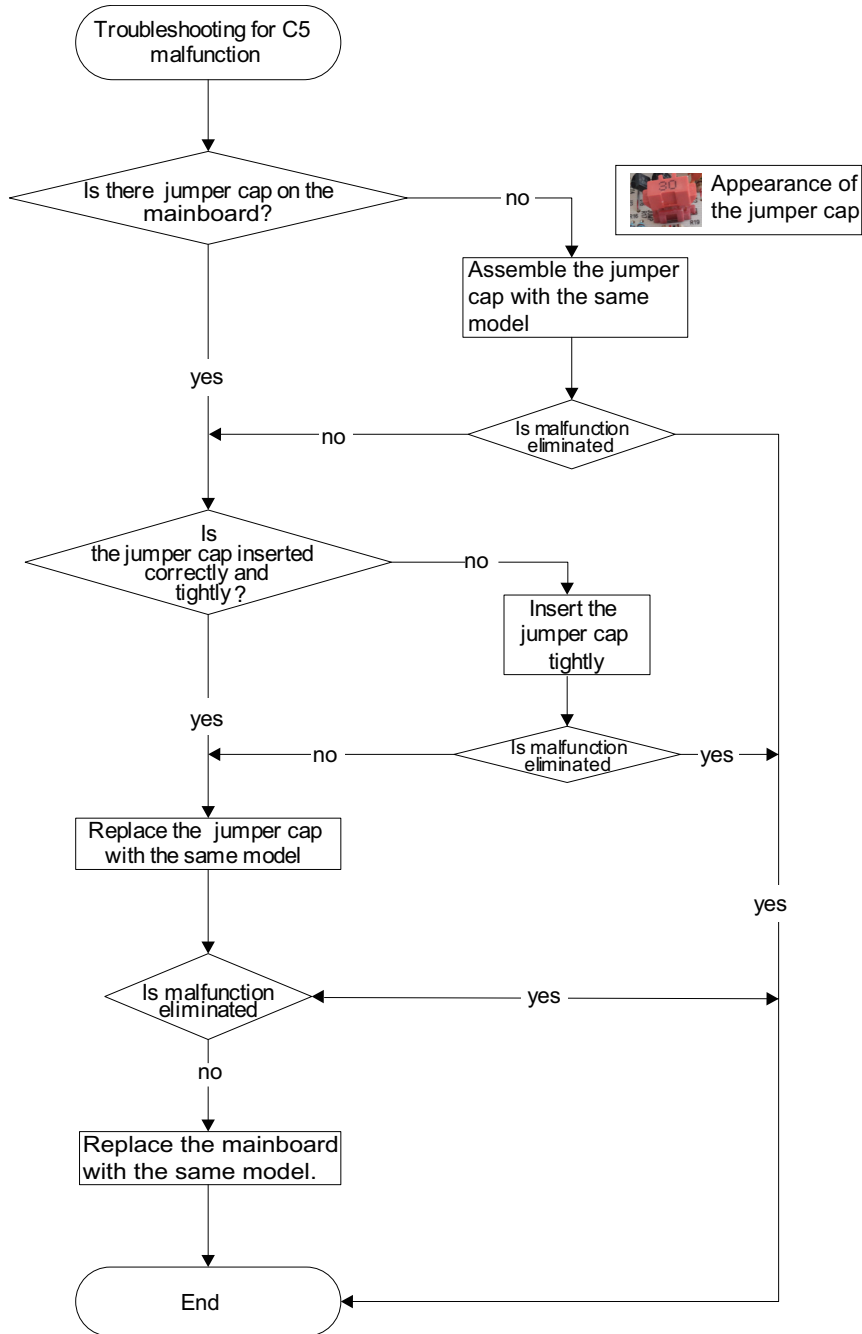 Troubleshooting for C5
malfunction
Is there jumper cap on the
mainboard?
no
30
Appearance of
the jumper cap
Assemble the jumper
cap with the same
model
yes
Is malfunction
eliminated
no
Is
the jumper cap inserted
correctly and
tightly?
no
Insert the
jumper cap
tightly
yes
Is malfunction
eliminated
no
yes
Replace the jumper cap
with the same model
yes
Is malfunction
eliminated
yes
no
Replace the mainboard
with the same model.
End